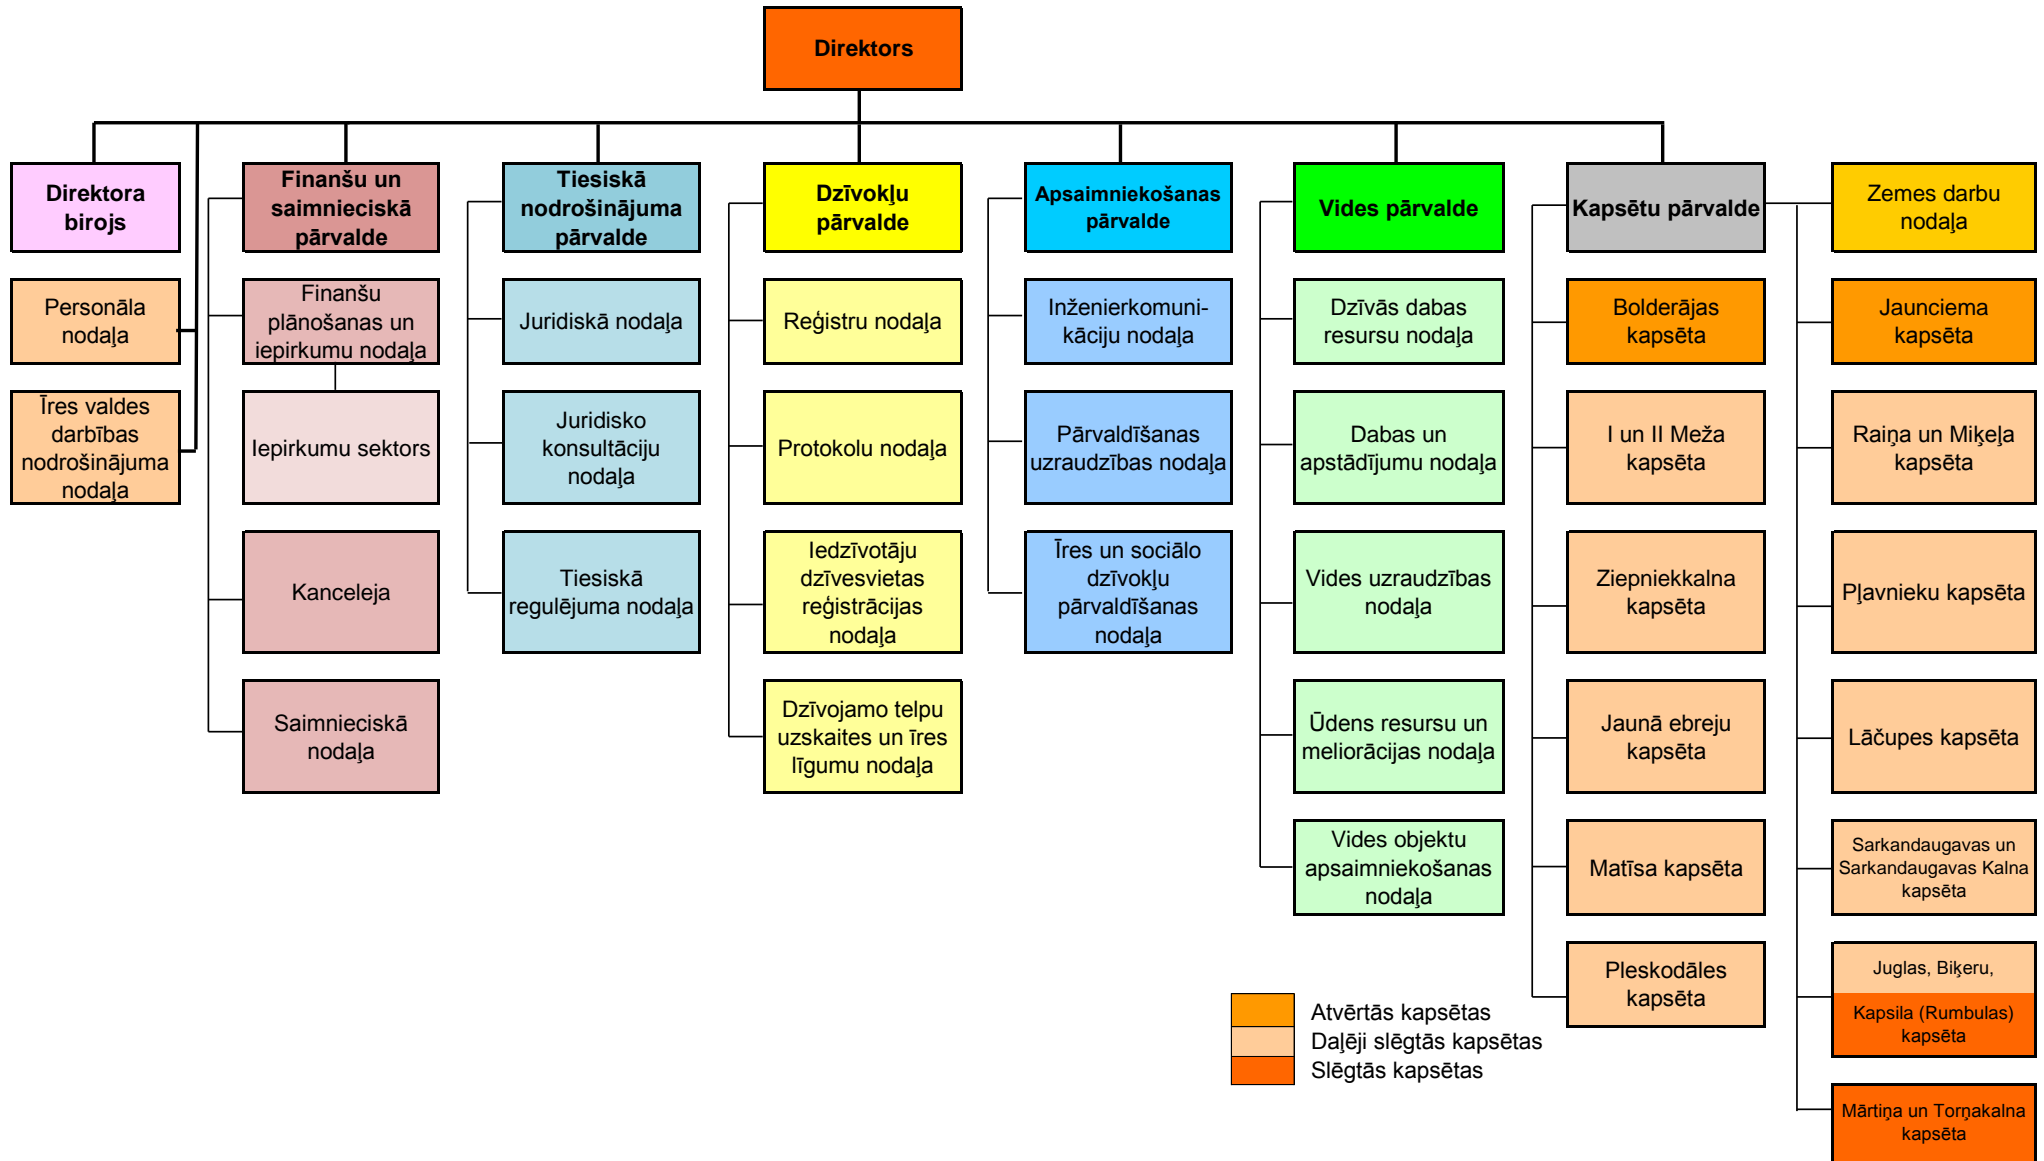 Direktors
Direktora
birojs
Personāla
nodaļa
Īres valdes
darbības
nodrošinājuma
nodaļa
Finanšu un
saimnieciskā
pārvalde
Finanšu
plānošanas un
iepirkumu nodaļa
Iepirkumu sektors
Kanceleja
Saimnieciskā
nodaļa
Tiesiskā
nodrošinājuma
pārvalde
Juridiskā nodaļa
Juridisko
konsultāciju
nodaļa
Tiesiskā
regulējuma nodaļa
Dzīvokļu
pārvalde
Reģistru nodaļa
Protokolu nodaļa
Iedzīvotāju
dzīvesvietas
reģistrācijas
nodaļa
Dzīvojamo telpu
uzskaites un īres
līgumu nodaļa
Apsaimniekošanas
pārvalde
Inženierkomuni-
kāciju nodaļa
Pārvaldīšanas
uzraudzības nodaļa
Īres un sociālo
dzīvokļu
pārvaldīšanas
nodaļa
Vides pārvalde
Dzīvās dabas
resursu nodaļa
Dabas un
apstādījumu nodaļa
Vides uzraudzības
nodaļa
Ūdens resursu un
meliorācijas nodaļa
Vides objektu
apsaimniekošanas
nodaļa
Kapsētu pārvalde
Bolderājas
kapsēta
I un II Meža
kapsēta
Ziepniekkalna
kapsēta
Jaunā ebreju
kapsēta
Matīsa kapsēta
Pleskodāles
kapsēta
Zemes darbu
nodaļa
Jaunciema
kapsēta
Raiņa un Miķeļa
kapsēta
Pļavnieku kapsēta
Lāčupes kapsēta
Sarkandaugavas un
Sarkandaugavas Kalna
kapsēta
Juglas, Biķeru,
Kapsila (Rumbulas)
kapsēta
Mārtiņa un Torņakalna
kapsēta
Atvērtās kapsētas
Daļēji slēgtās kapsētas
Slēgtās kapsētas